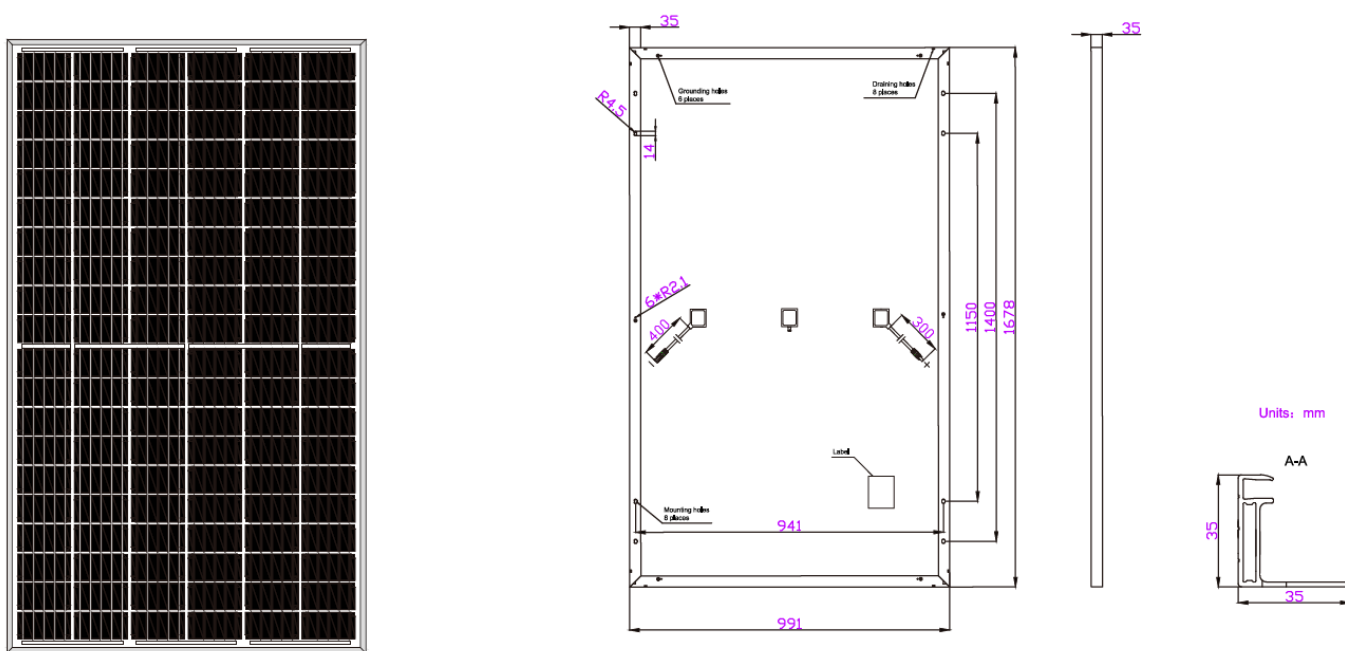 35
35
Grounding holes
6 places
Draining holes
8 places
R4.5
14
6*R2.1
400
300
-
+
1150
1400
1678
Units: mm
Label
A-A
Mounting holes
8 places
941
35
35
991